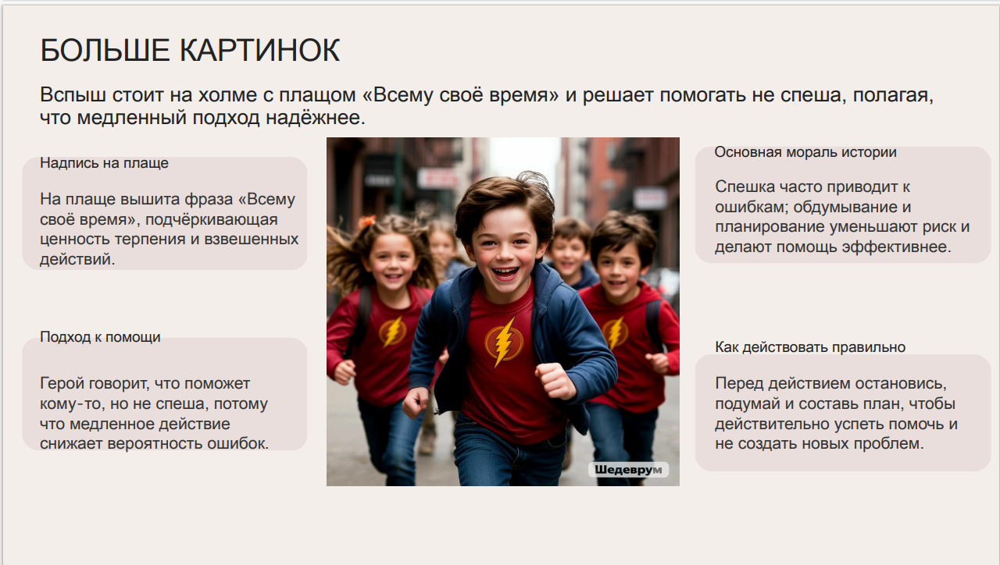 БОЛЬШЕ КАРТИНОК
Вспыш стоит на холме с плащом «Всему своё время» и решает помогать не спеша, полагая,
что медленный подход надёжнее.
Надпись на плаще
На плаще вышита фраза «Всему
своё время», подчёркивающая
ценность терпения и взвешенных
действий.
Подход к помощи
Герой говорит, что поможет
кому-то, но не спеша, потому
что медленное действие
снижает вероятность ошибок.
Шедеврум
Основная мораль истории
Спешка часто приводит к
ошибкам; обдумывание и
планирование уменьшают риск и
делают помощь эффективнее.
Как действовать правильно
Перед действием остановись,
подумай и составь план, чтобы
действительно успеть помочь и
не создать новых проблем.